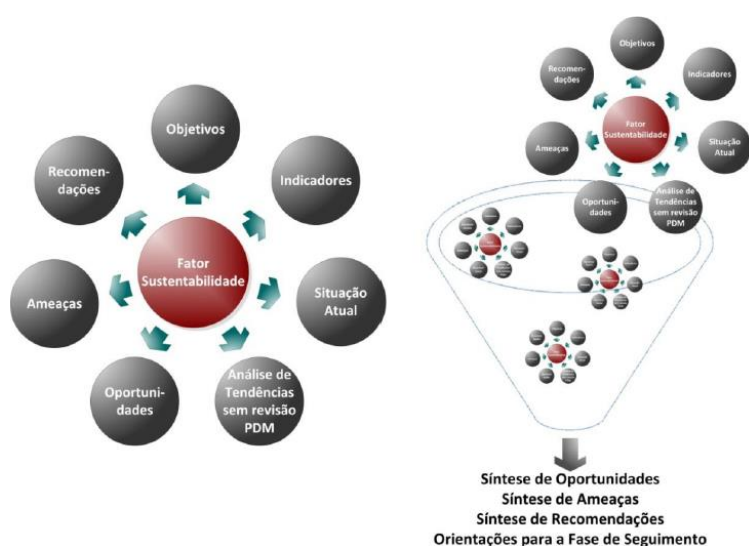 Objetivos
Recomen-
dações
Indicadores
Fator
Sustentabilidade
Ameaças
Situação
Atual
Oportuni-
dades
Análise de
Tendências
sem revisão
PDM
Objetivos
Recomen-
dações
Indicadores
Fator
Sustentabilidade
Ameaças
Situação
Atual
Oportuni-
dades
Análise de
Tendências
sem revisão
PDM
Síntese de Oportunidades
Síntese de Ameaças
Síntese de Recomendações
Orientações para a Fase de Seguimento